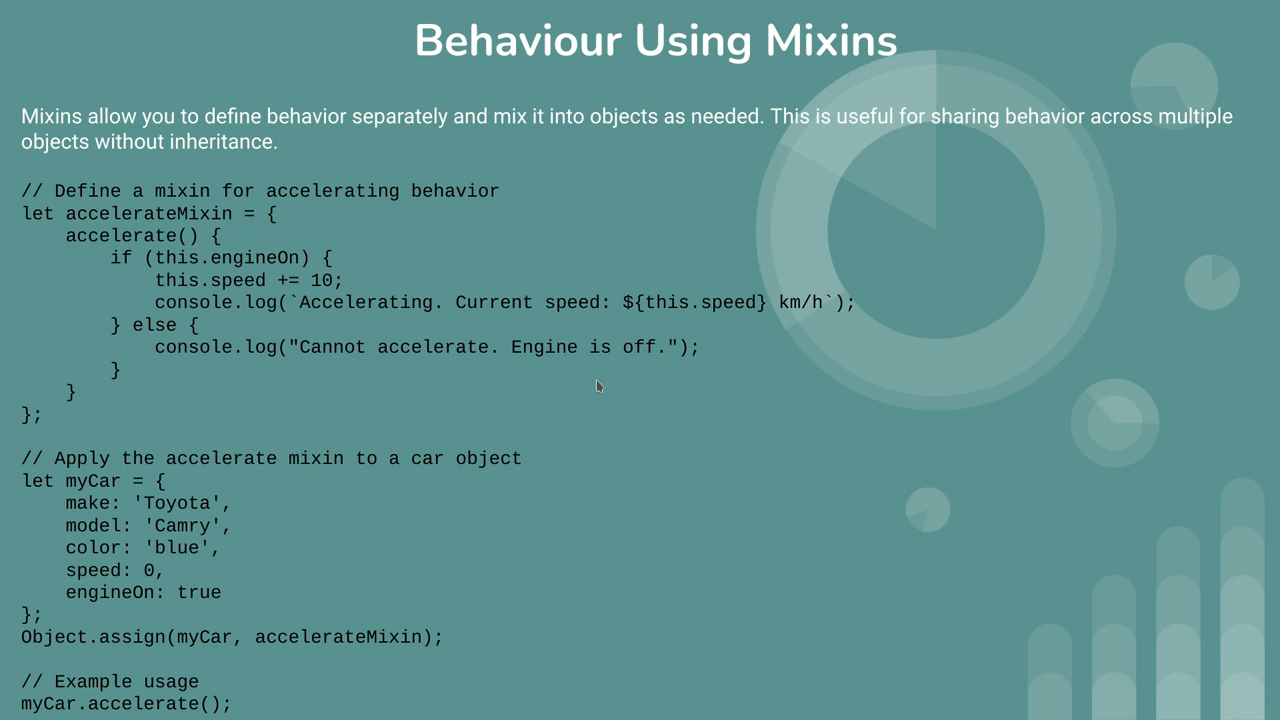 Behaviour Using Mixins
Mixins allow you to define behavior separately and mix it into objects as needed. This is useful for sharing behavior across multiple
objects without inheritance.
// Define a mixin for accelerating behavior
let accelerateMixin = {
    accelerate() {
        if (this.engineOn) {
            this.speed += 10;
            console.log(`Accelerating. Current speed: ${this.speed} km/h`);
        } else {
            console.log("Cannot accelerate. Engine is off.");
        }
    }
};
// Apply the accelerate mixin to a car object
let myCar = {
    make: 'Toyota',
    model: 'Camry',
    color: 'blue',
    speed: 0,
    engineOn: true
};
Object.assign(myCar, accelerateMixin);
// Example usage
myCar.accelerate();